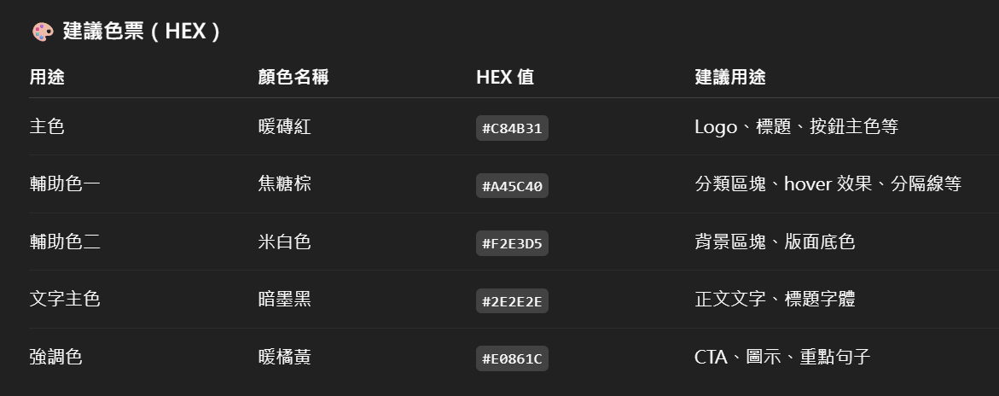 🎨 建議色票（HEX）
用途 顏色名稱 HEX 值 建議用途
主色 暖磚紅 #C84B31 Logo、標題、按鈕主色等
輔助色一 焦糖棕 #A45C40 分類區塊、hover 效果、分隔線等
輔助色二 米白色 #F2E3D5 背景區塊、版面底色
文字主色 暗墨黑 #2E2E2E 正文文字、標題字體
強調色 暖橘黃 #E0861C CTA、圖示、重點句子